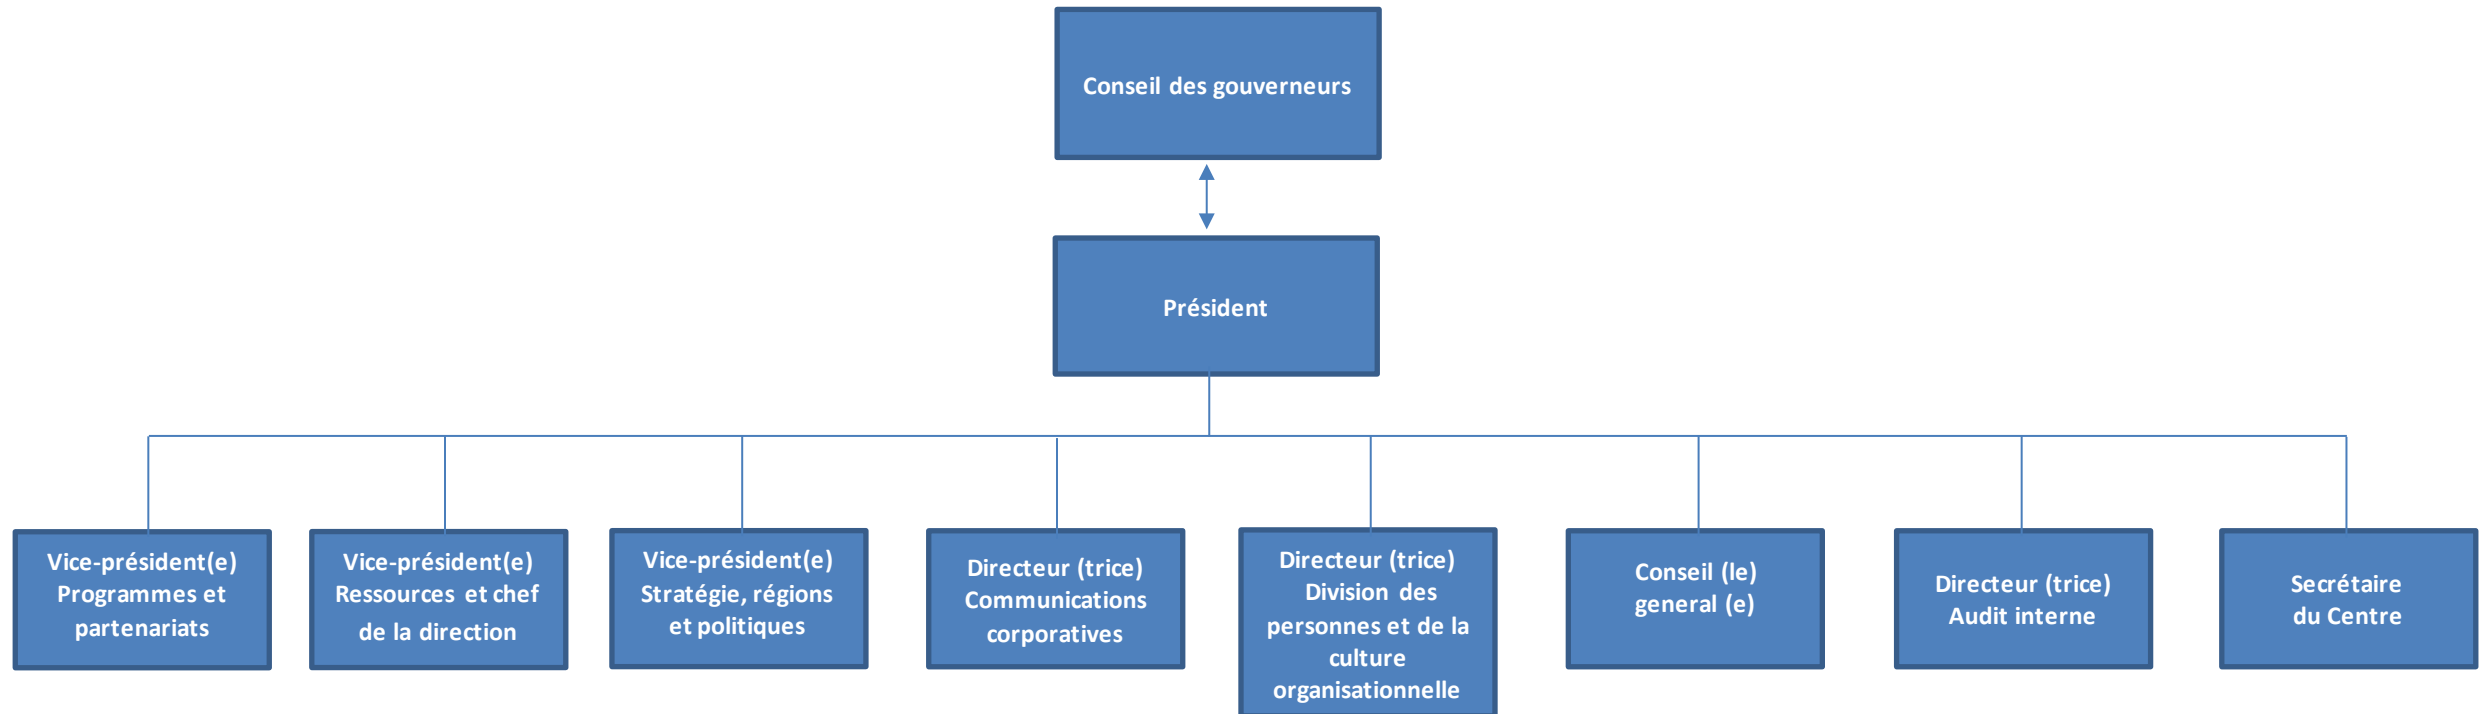 Conseil des gouverneurs
Président
Vice-président(e)
Programmes et
partenariats
Vice-président(e)
Ressources et chef
de la direction
Vice-président(e)
Stratégie, régions
et politiques
Directeur (trice)
Communications
corporatives
Directeur (trice)
Division des
personnes et de la
culture
organisationnelle
Conseil (le)
general (e)
Directeur (trice)
Audit interne
Secrétaire
du Centre